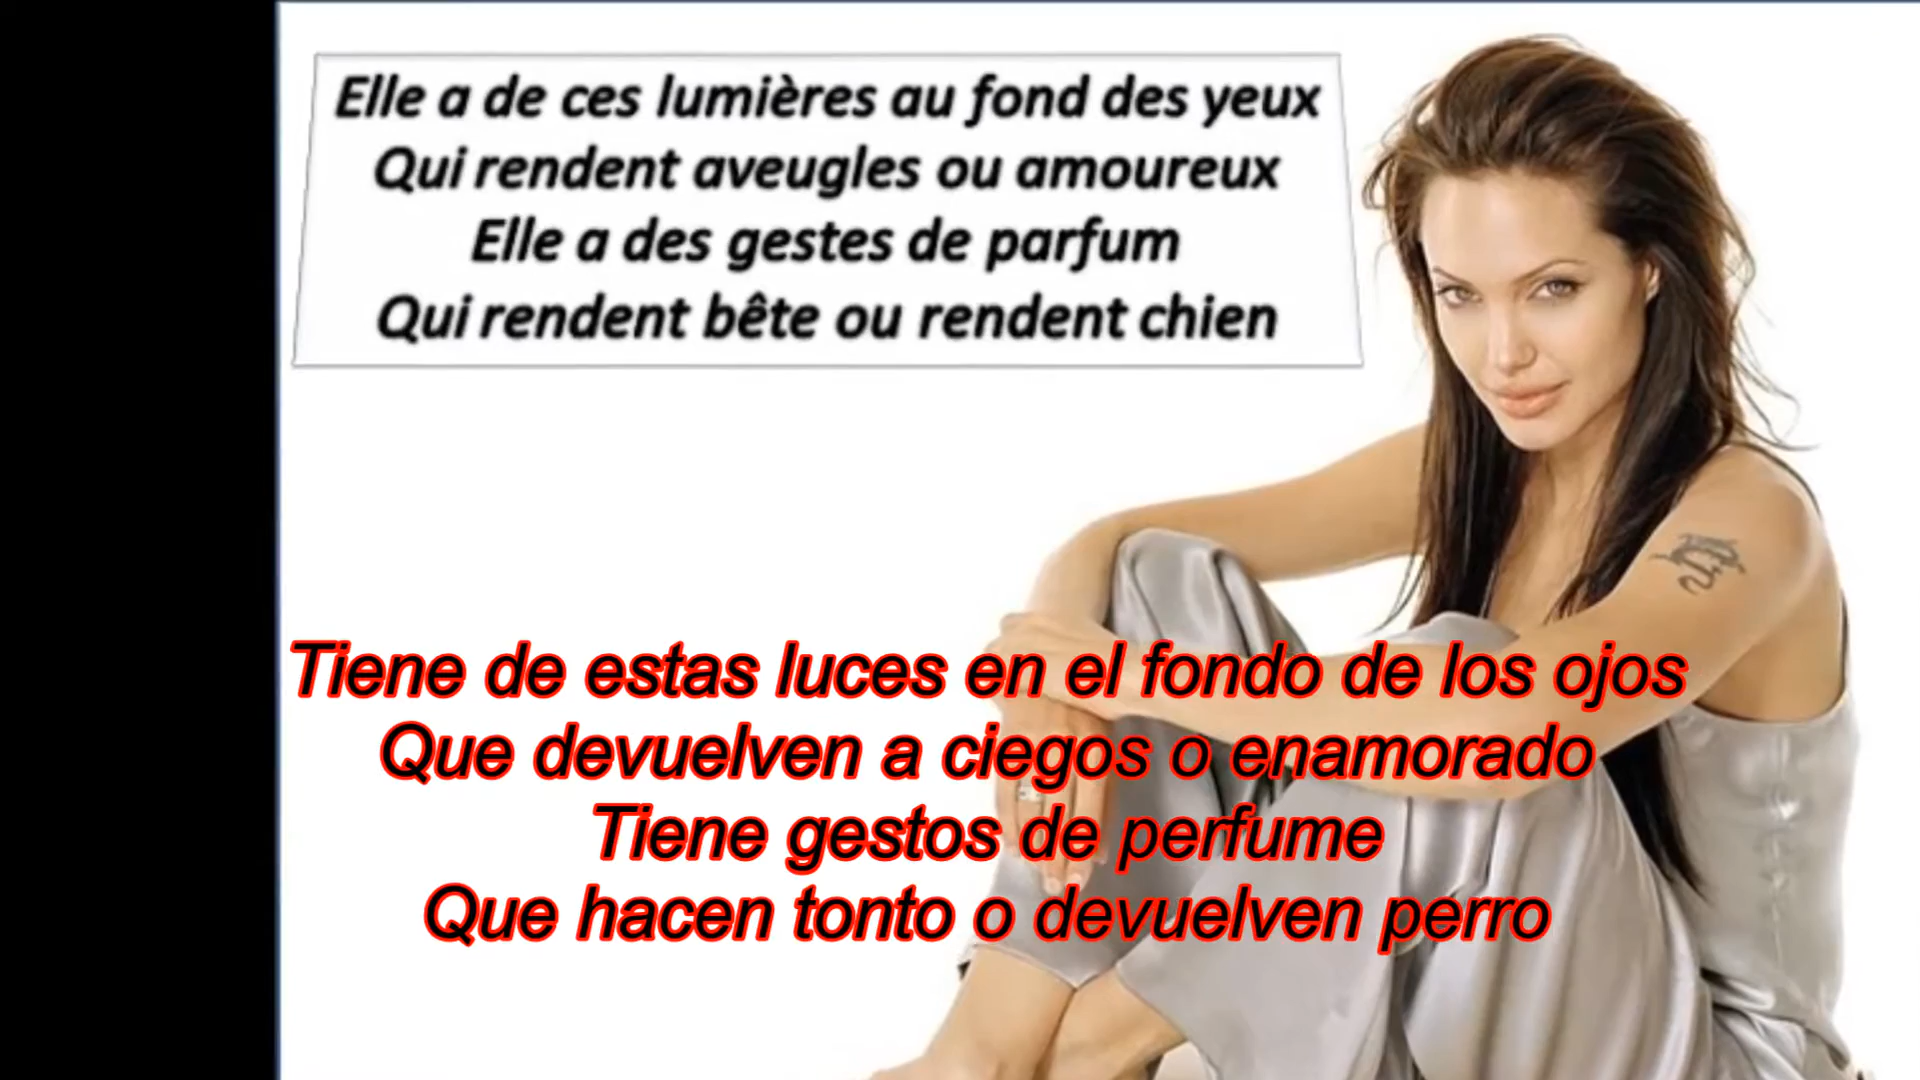 Elle a de ces lumières au fond des yeux
Qui rendent aveugles ou amoureux
Elle a des gestes de parfum
Qui rendent bête ou rendent chien
Tiene de estas luces en el fondo de los ojos
Que devuelven a ciegos o enamorado
Tiene gestos de perfume
Que hacen tonto o devuelven perro